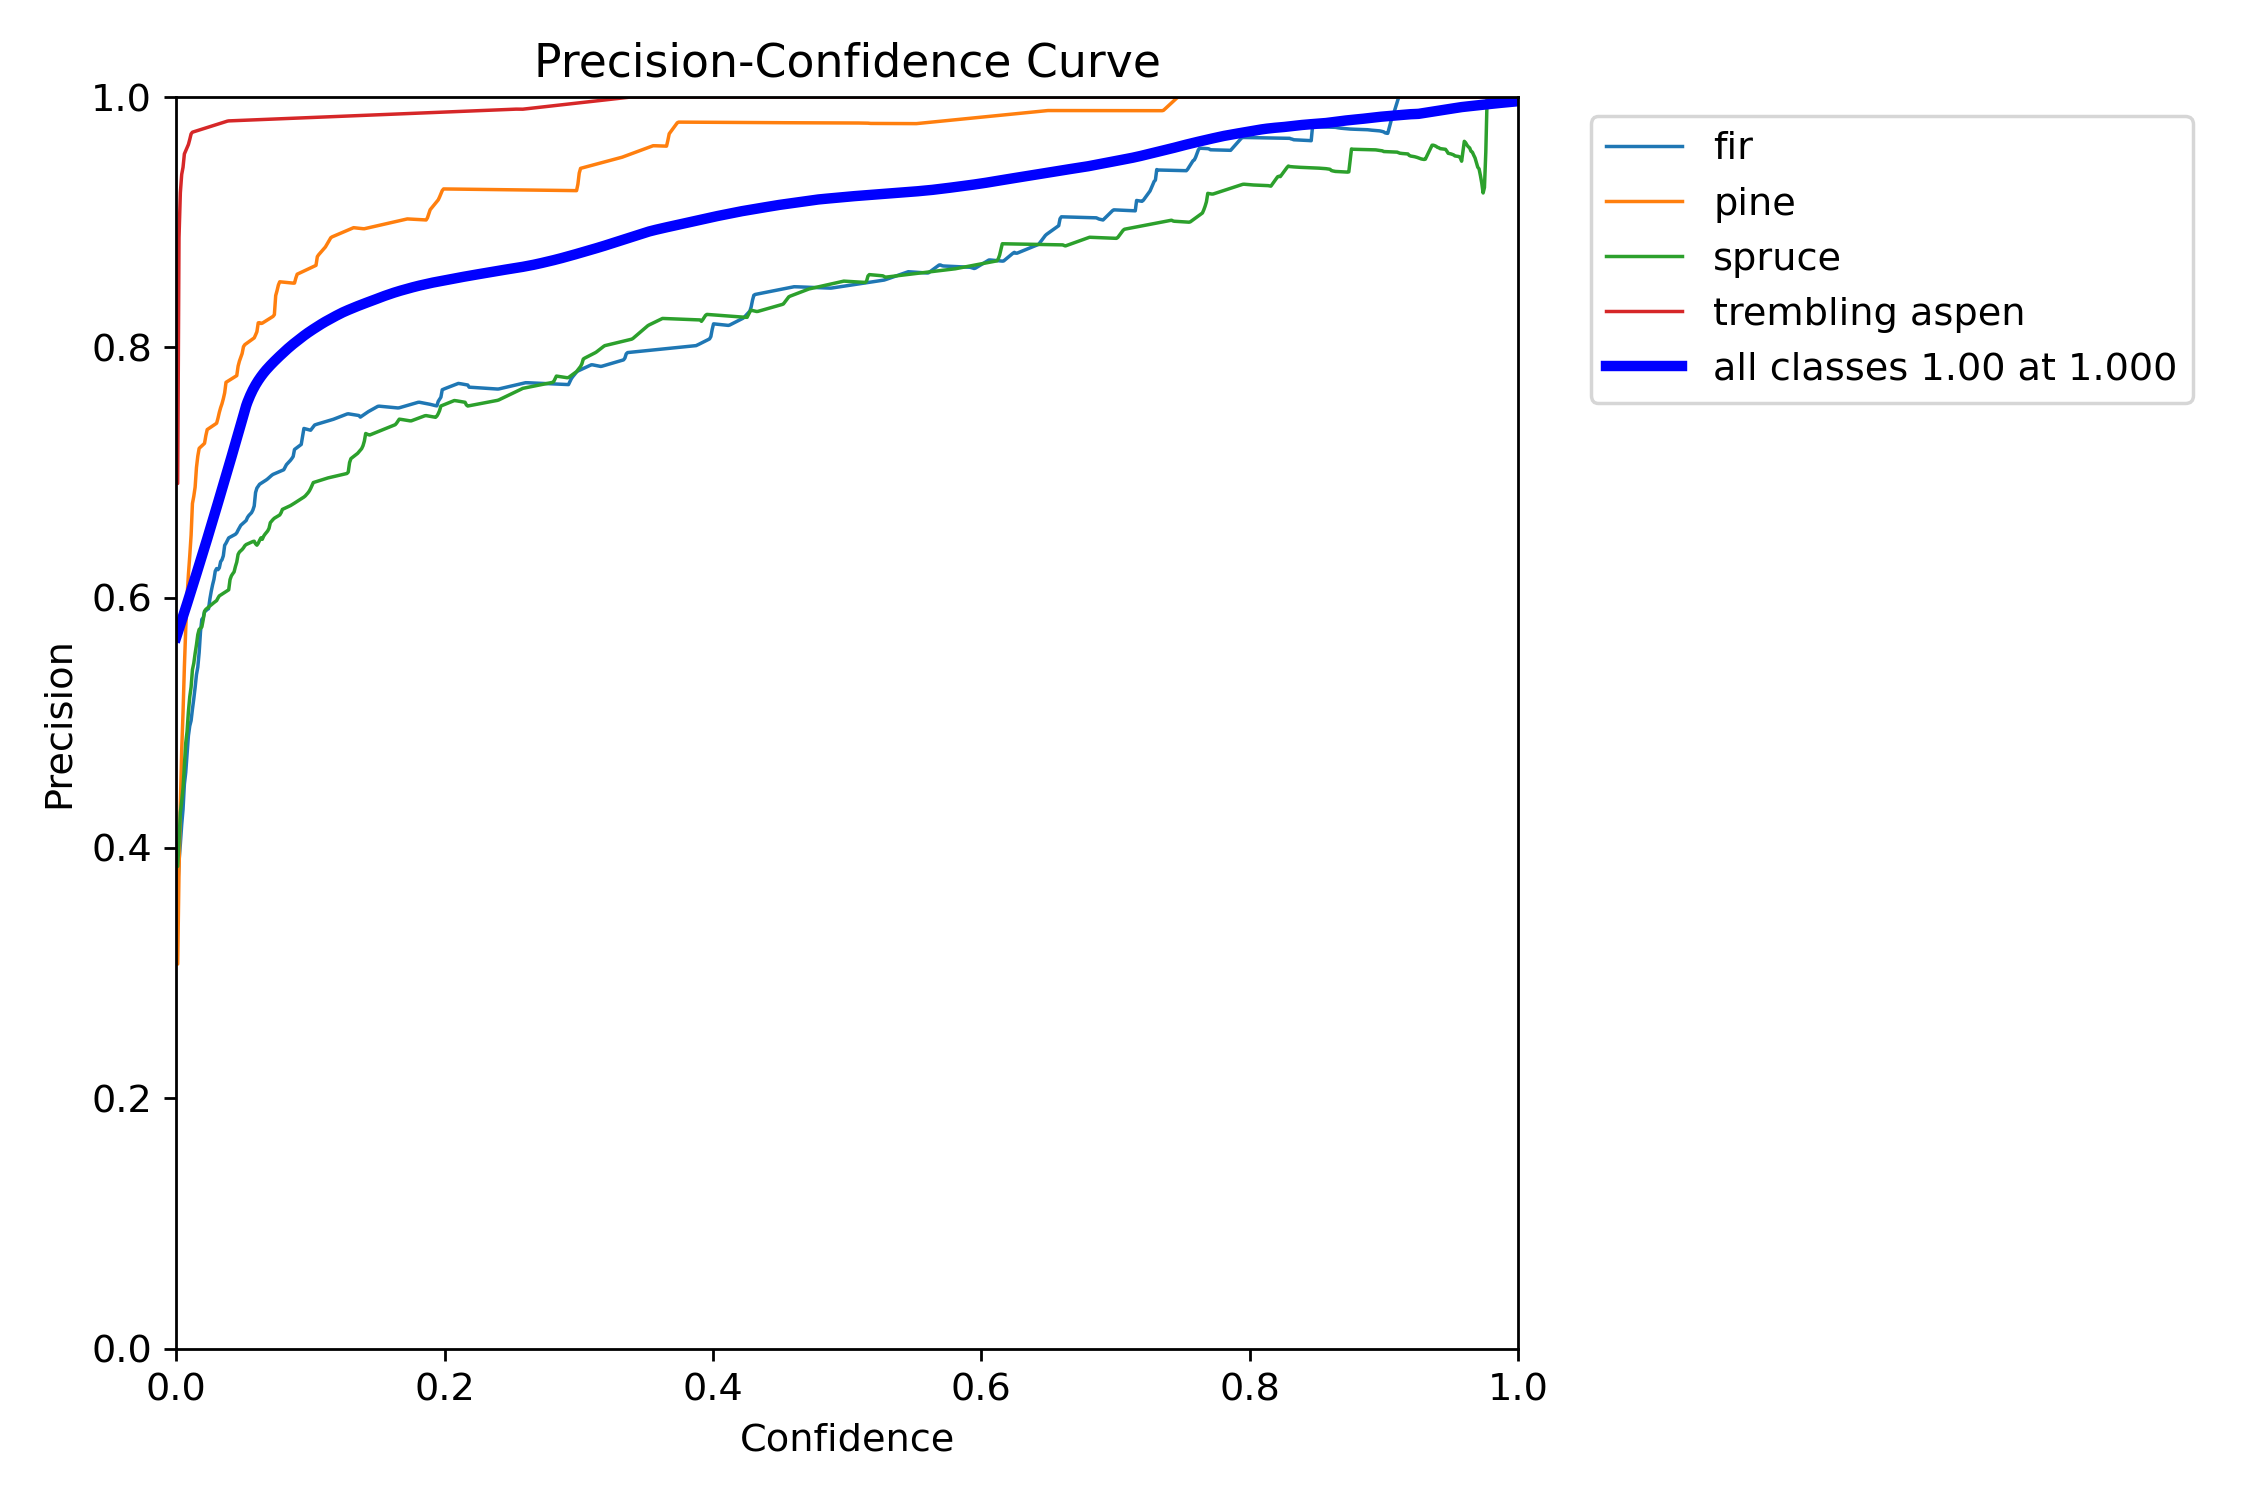 Precision-Confidence Curve
1.0
0.8
0.6
0.4
0.2
0.0
Precision
0.0 0.2 0.4 0.6 0.8 1.0
Confidence
fir
pine
spruce
trembling aspen
all classes 1.00 at 1.000